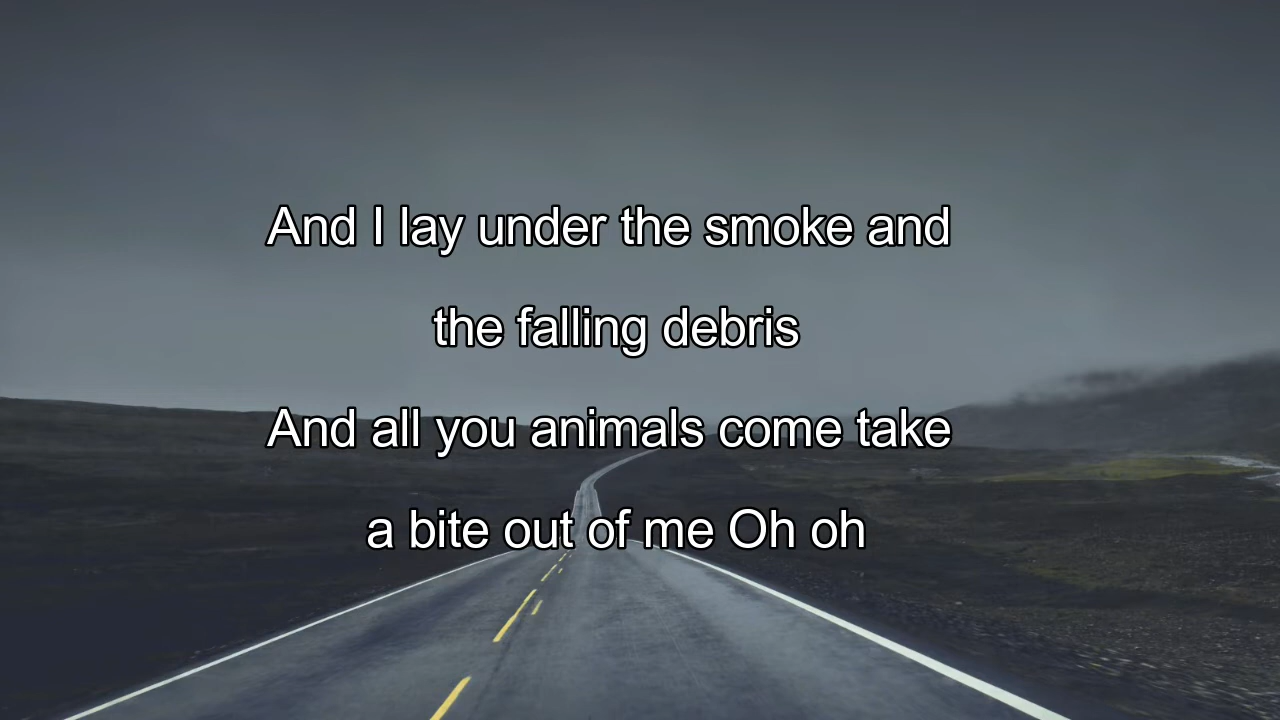 And I lay under the smoke and
the falling debris
And all you animals come take
a bite out of me Oh oh